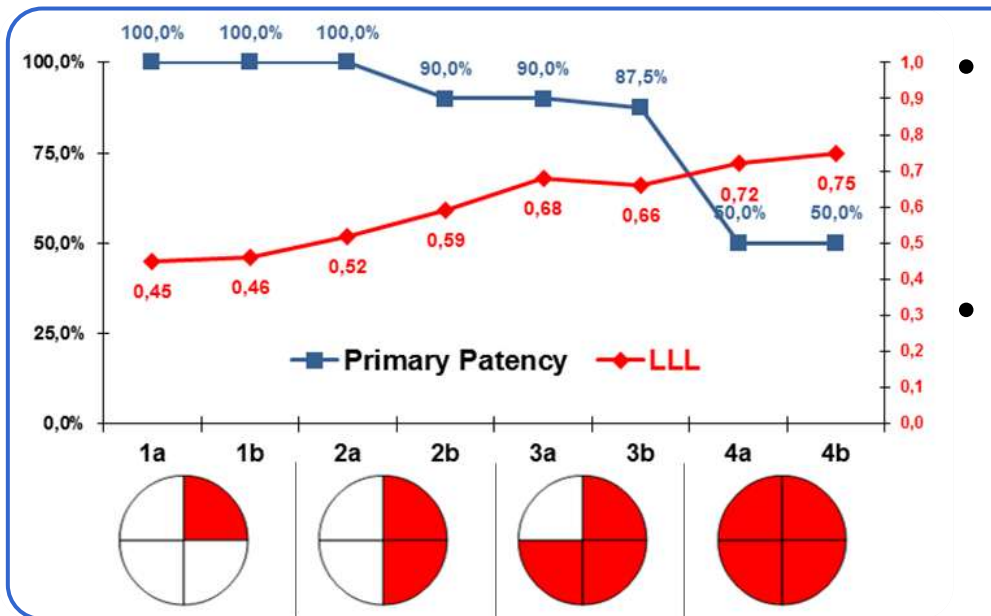 100,0% 100,0% 100,0%
90,0% 90,0% 87,5%
100,0% 1,0
0,9
0,8
75,0% 0,7
0,6
50,0% 0,5
0,4
0,3
25,0% 0,2
0,1
0,0% 0,0
0,45 0,46 0,52 0,59 0,68 0,66 0,72 0,75
50,0% 50,0%
Primary Patency LLL
1a 1b 2a 2b 3a 3b 4a 4b